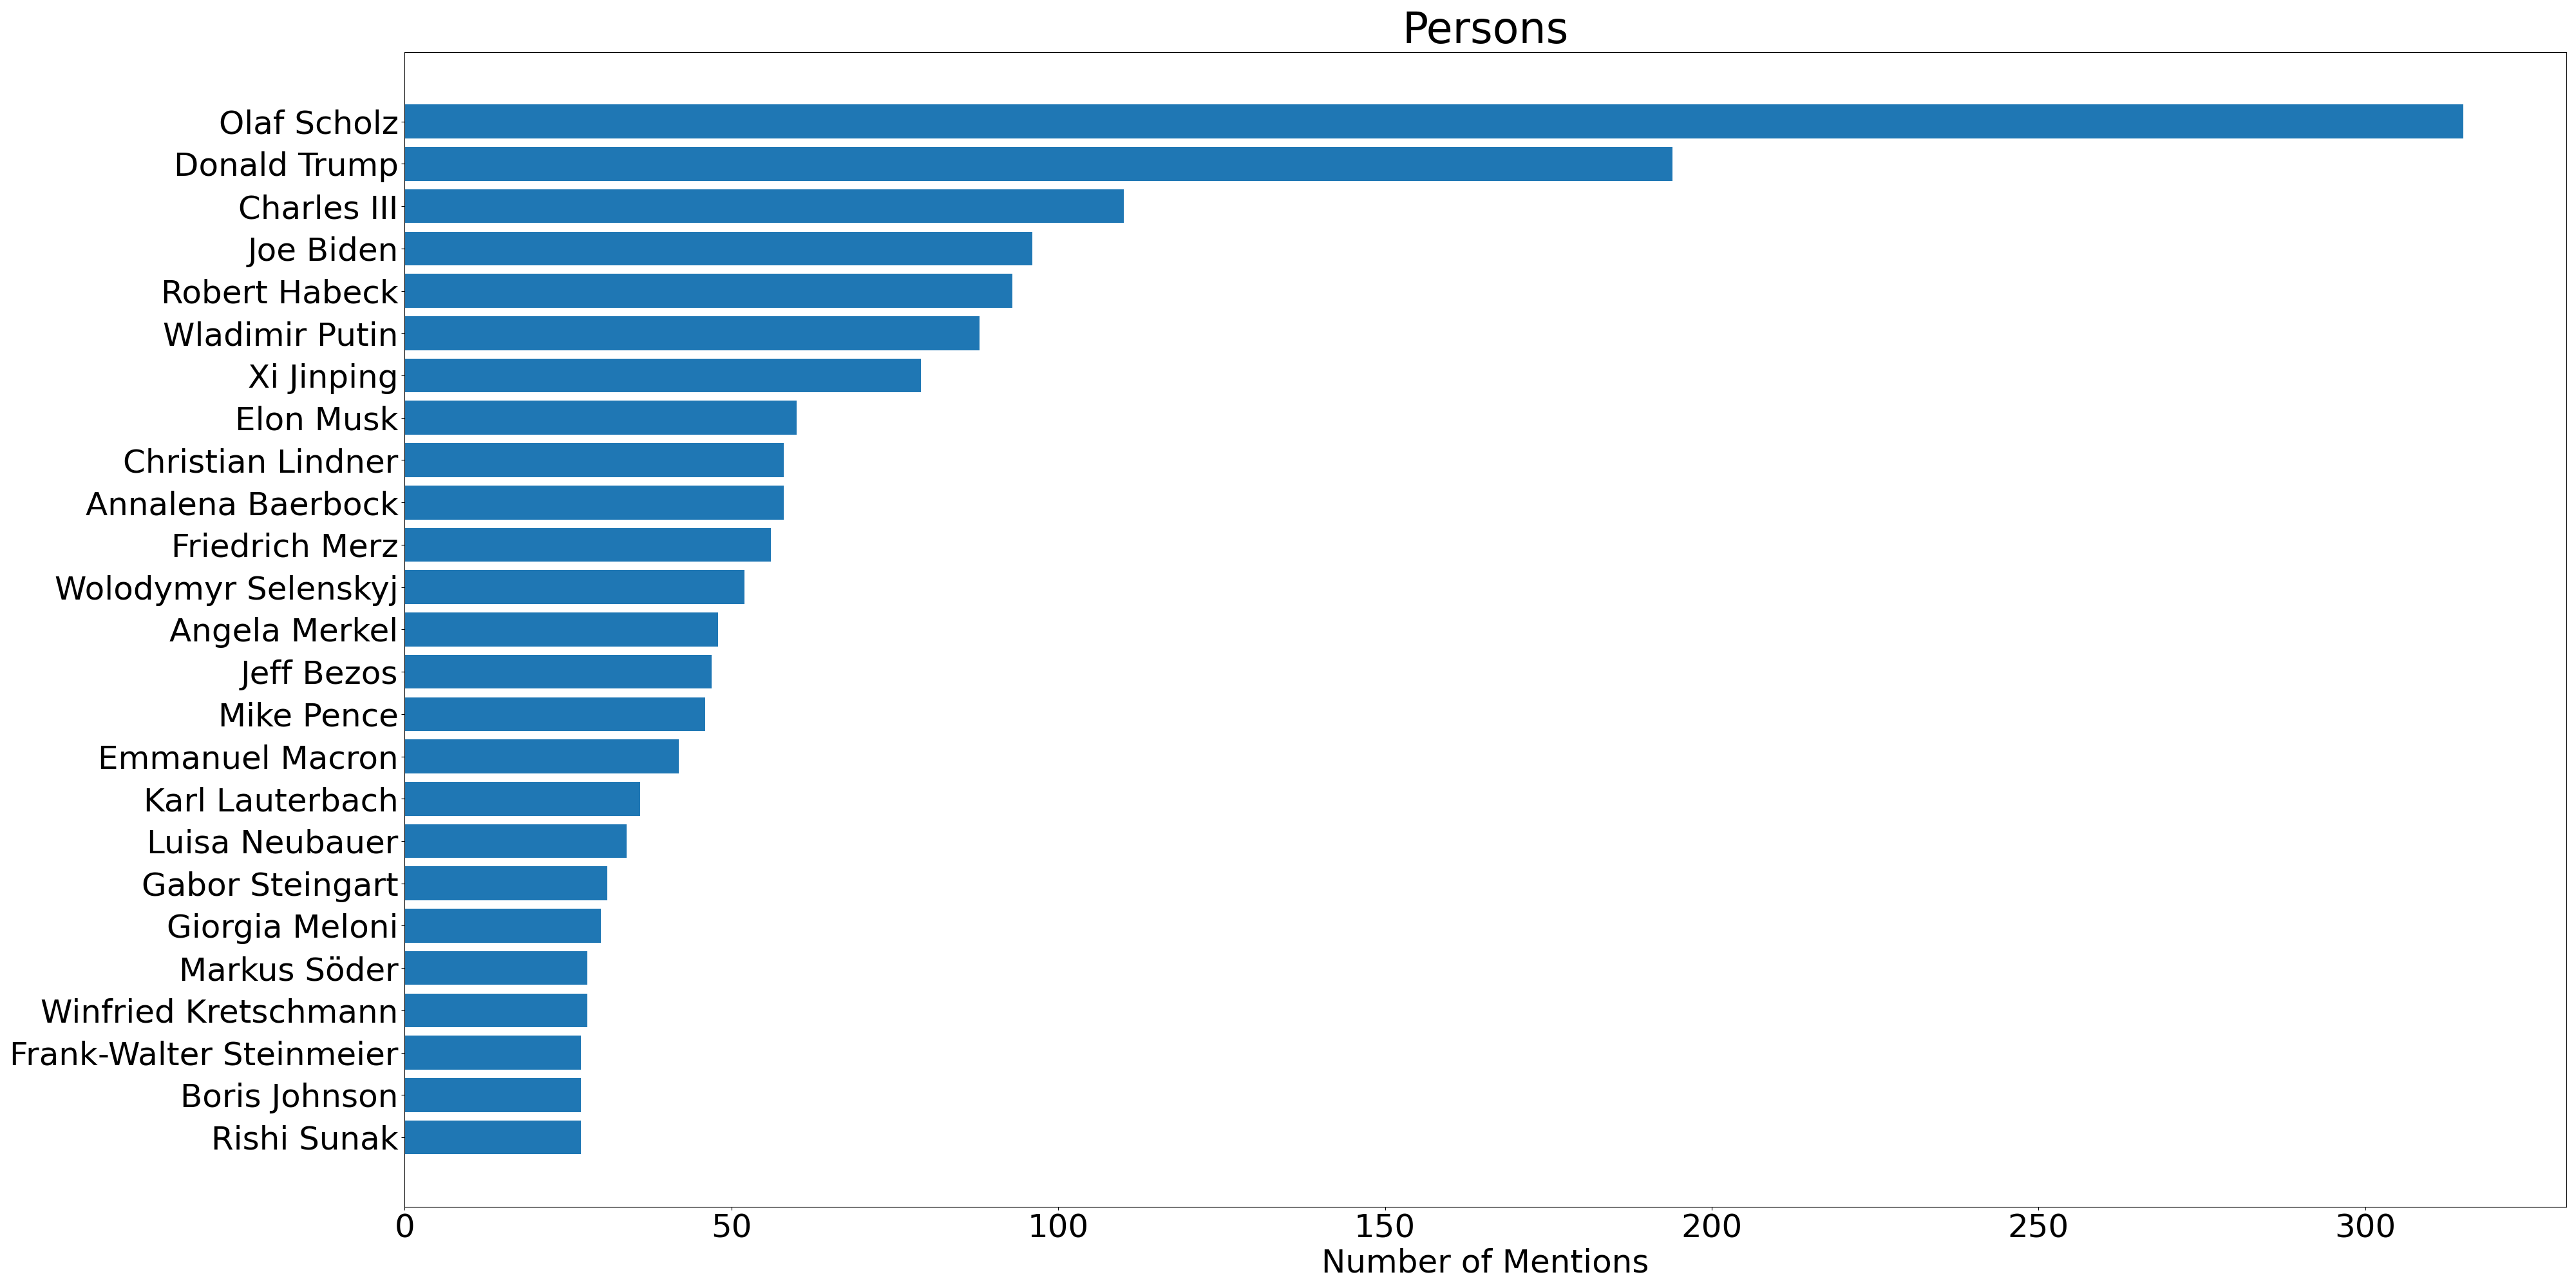 Persons
Olaf Scholz
Donald Trump
Charles III
Joe Biden
Robert Habeck
Wladimir Putin
Xi Jinping
Elon Musk
Christian Lindner
Annalena Baerbock
Friedrich Merz
Wolodymyr Selenskyj
Angela Merkel
Jeff Bezos
Mike Pence
Emmanuel Macron
Karl Lauterbach
Luisa Neubauer
Gabor Steingart
Giorgia Meloni
Markus Söder
Winfried Kretschmann
Frank-Walter Steinmeier
Boris Johnson
Rishi Sunak
0 50 100 150 200 250 300
Number of Mentions